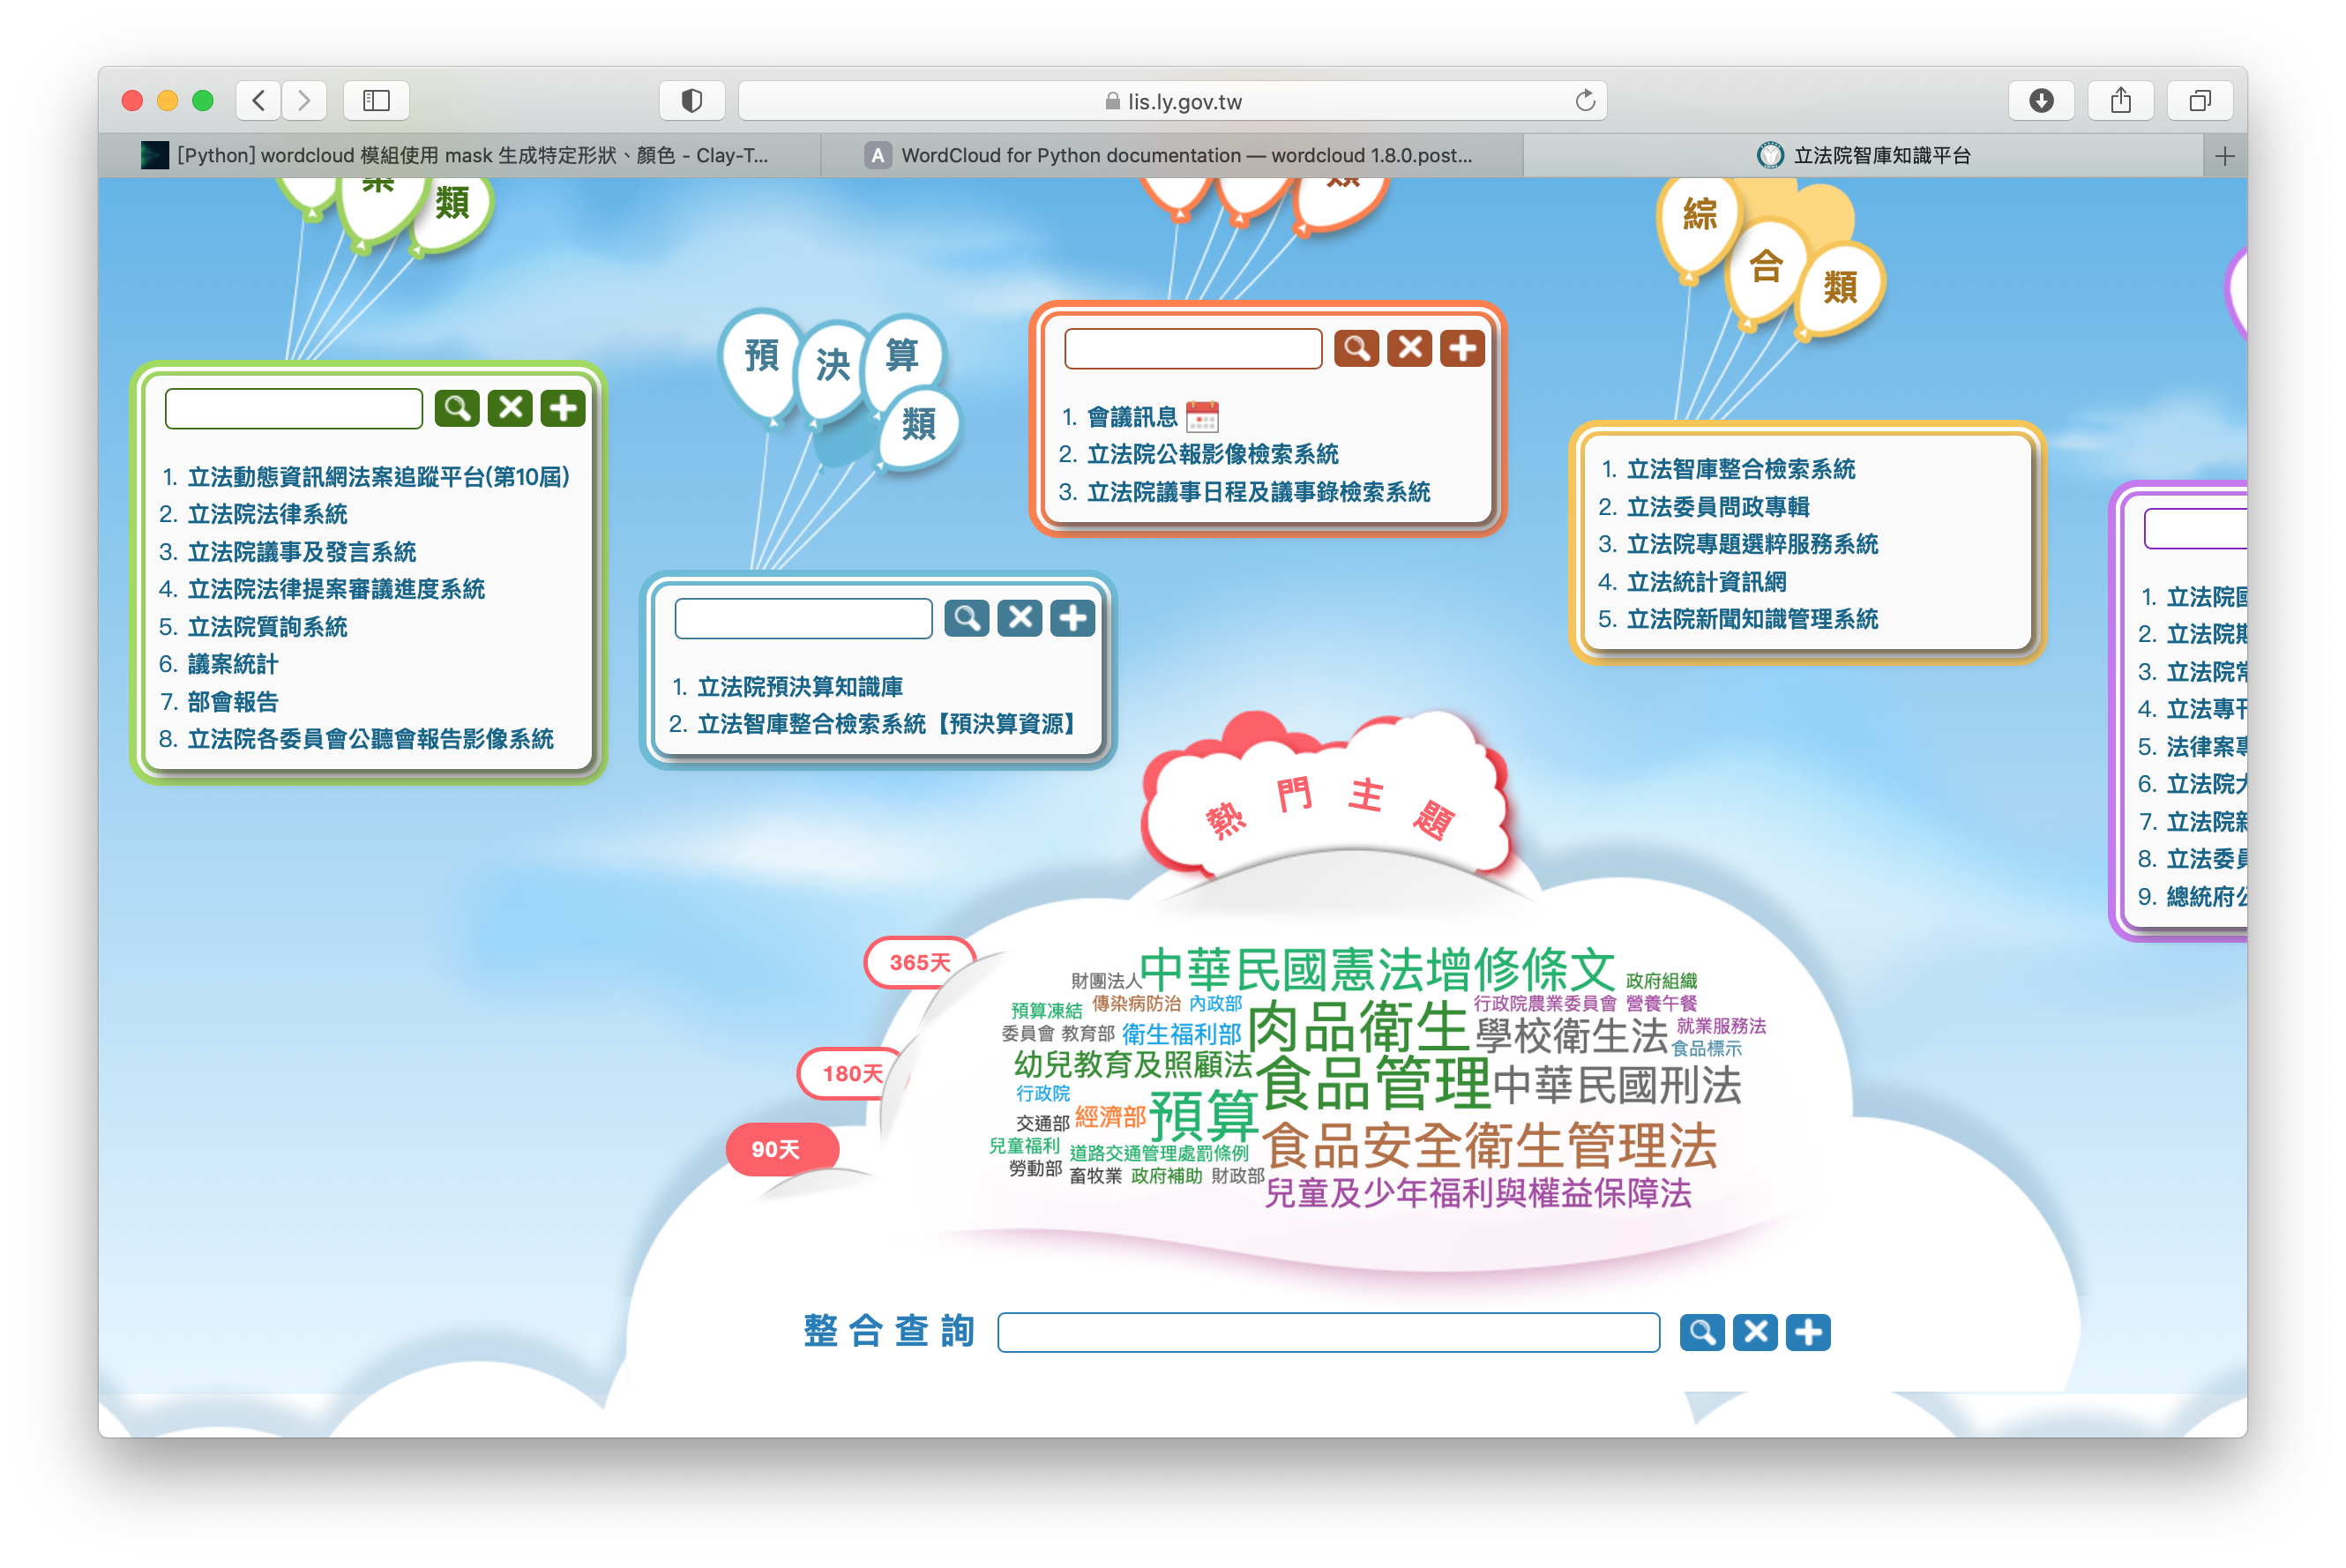 lis.ly.gov.tw
[Python] wordcloud 模組使用 mask 生成特定形狀、顏色 - Clay-T...
A WordCloud for Python documentation — wordcloud 1.8.0.post...
立法院智庫知識平台
案類
類
綜合類
預決算類
1. 立法動態資訊網法案追蹤平台(第10屆)
2. 立法院法律系統
3. 立法院議事及發言系統
4. 立法院法律提案審議進度系統
5. 立法院質詢系統
6. 議案統計
7. 部會報告
8. 立法院各委員會公聽會報告影像系統
1. 立法院預決算知識庫
2. 立法智庫整合檢索系統【預決算資源】
1. 會議訊息
2. 立法院公報影像檢索系統
3. 立法院議事日程及議事錄檢索系統
1. 立法智庫整合檢索系統
2. 立法委員問政專輯
3. 立法院專題選粹服務系統
4. 立法統計資訊網
5. 立法院新聞知識管理系統
1. 立法院
2. 立法院
3. 立法院
4. 立法專刊
5. 法律案
6. 立法院
7. 立法院
8. 立法委
9. 總統府
熱門主題
365天
180天
90天
財團法人 中華民國憲法增修條文 政府組織
預算凍結 傳染病防治 內政部 肉品衛生 行政院農業委員會 營養午餐
委員會 教育部 衛生福利部 學校衛生法 就業服務法
食品標示
幼兒教育及照顧法 食品管理 中華民國刑法
行政院
交通部 經濟部 預算 食品安全衛生管理法
兒童福利 道路交通管理處罰條例
勞動部 畜牧業 政府補助 財政部 兒童及少年福利與權益保障法
整合查詢